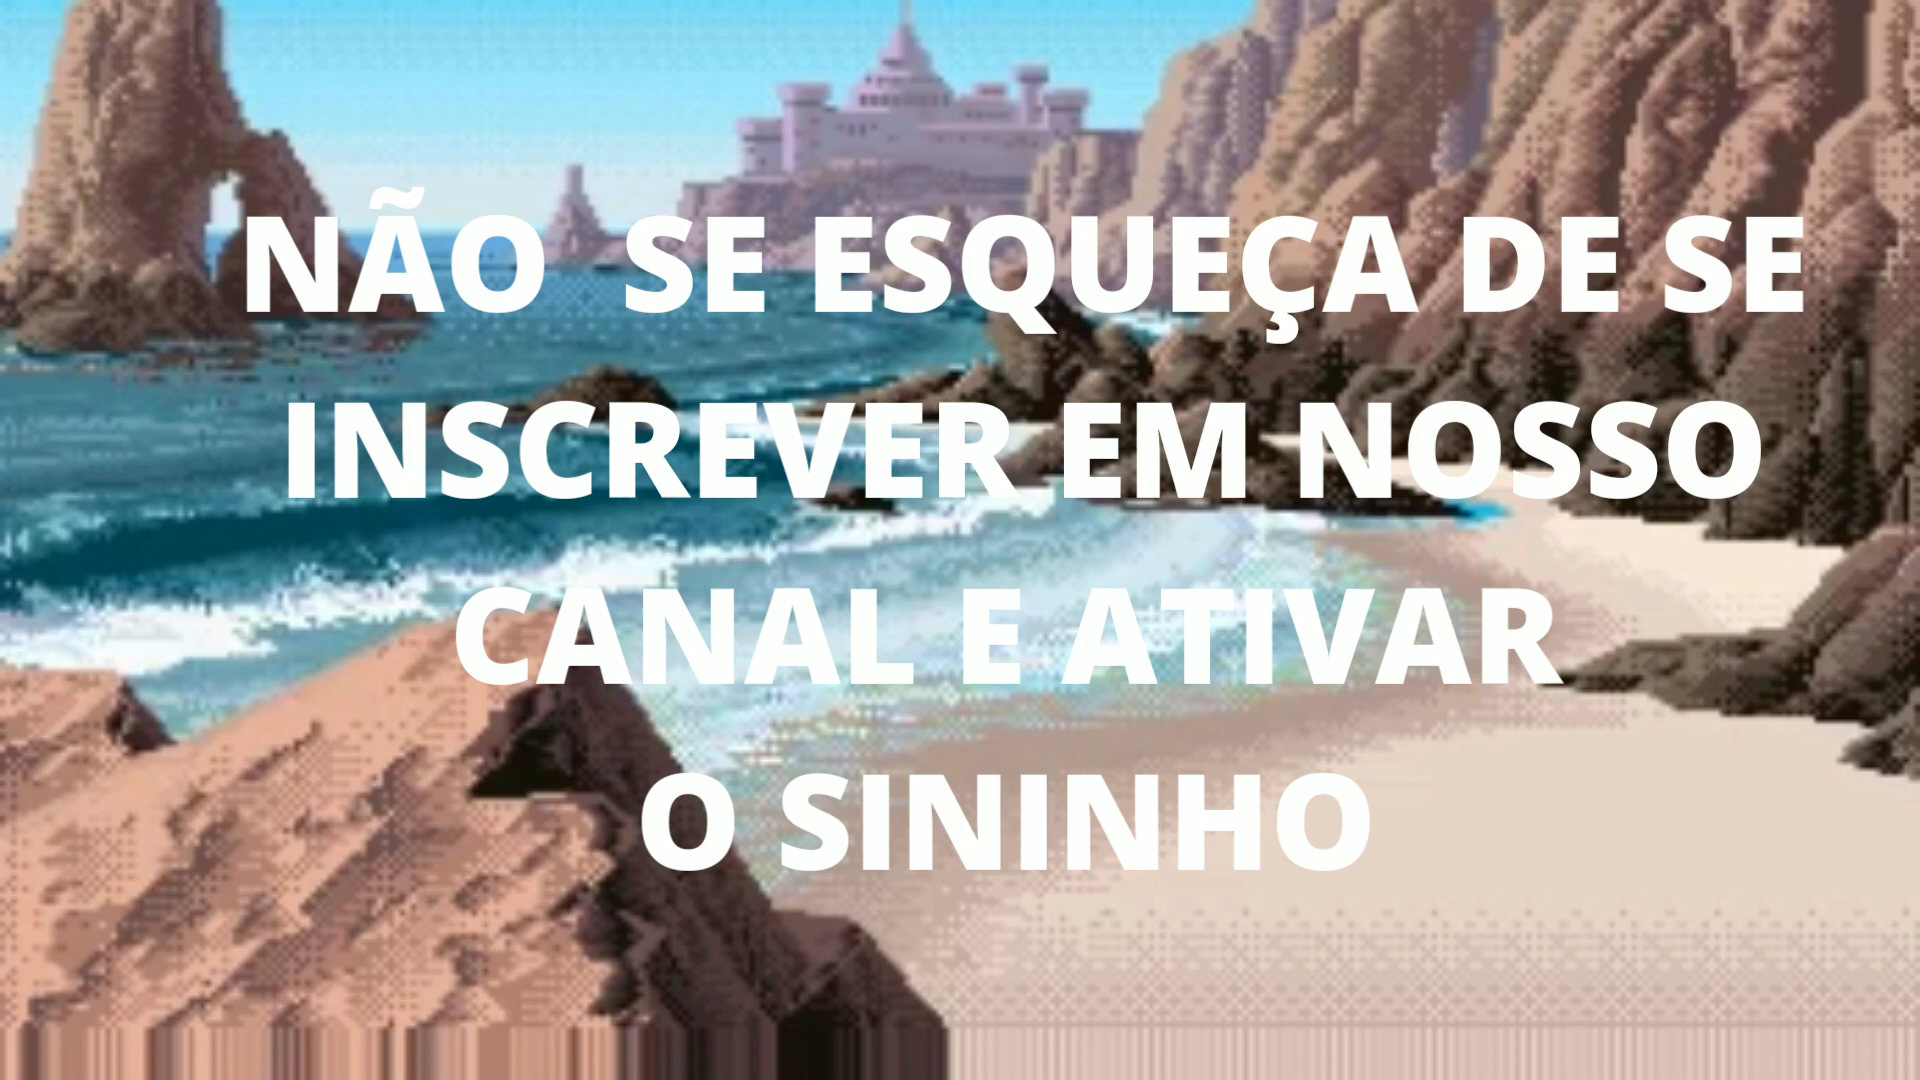 NÃO  SE ESQUEÇA DE SE
INSCREVER EM NOSSO
CANAL E ATIVAR
O SININHO